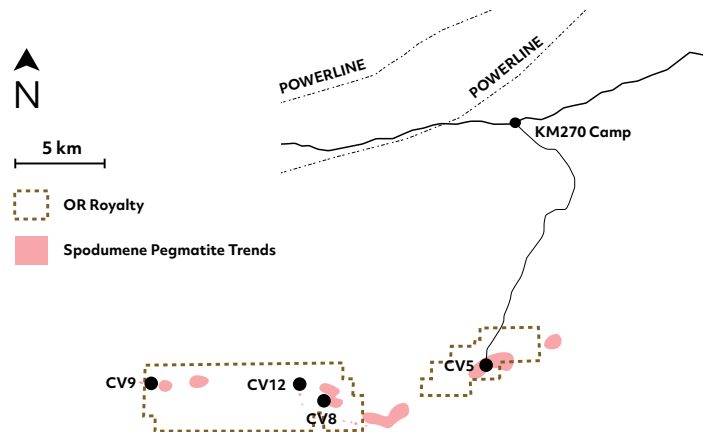 POWERLINE
POWERLINE
N
KM270 Camp
5 km
OR Royalty
Spodumene Pegmatite Trends
CV5
CV9
CV12
CV8